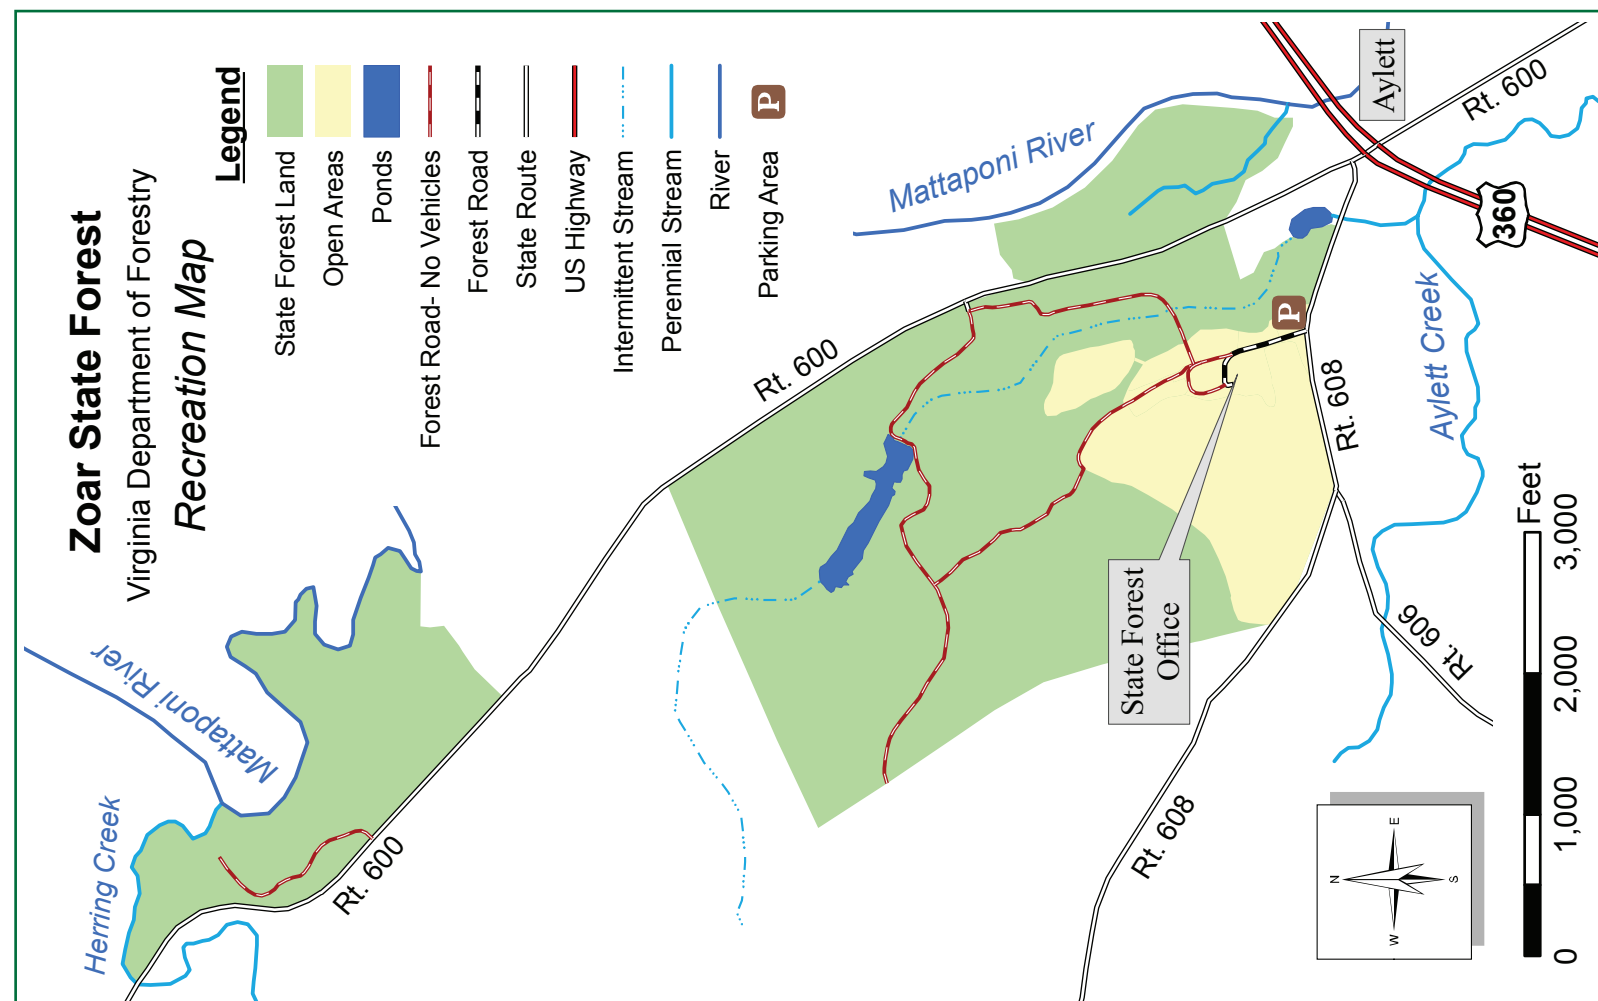 Zoar State Forest
Virginia Department of Forestry
Recreation Map
Legend
State Forest Land
Open Areas
Ponds
Forest Road- No Vehicles
Forest Road
State Route
US Highway
Intermittent Stream
Perennial Stream
River
P
Parking Area
Herring Creek
Mattaponi River
Rt. 600
Rt. 600
Mattaponi River
Aylett
Rt. 600
360
P
Rt. 608
Aylett Creek
State Forest
Office
Rt. 606
Rt. 608
N
E
S
W
0
1,000
2,000
3,000
Feet